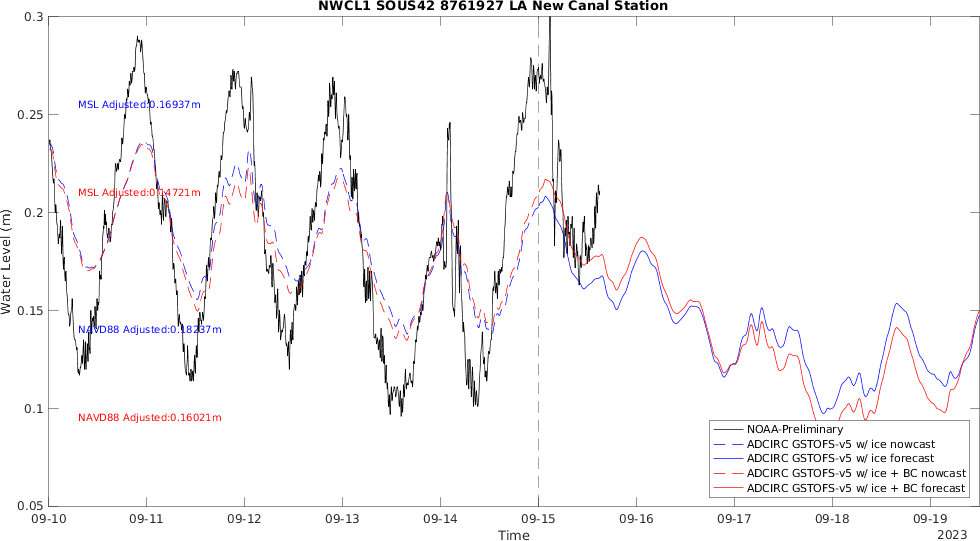 NWCL1 SOUS42 8761927 LA New Canal Station
Water Level (m)
0.3
0.25
0.2
0.15
0.1
0.05
MSL Adjusted:0.16937m
MSL Adjusted:0.14721m
NAVD88 Adjusted:0.18237m
NAVD88 Adjusted:0.16021m
NOAA-Preliminary
ADCIRC GSTOFS-v5 w/ ice nowcast
ADCIRC GSTOFS-v5 w/ ice forecast
ADCIRC GSTOFS-v5 w/ ice + BC nowcast
ADCIRC GSTOFS-v5 w/ ice + BC forecast
09-10 09-11 09-12 09-13 09-14 09-15 09-16 09-17 09-18 09-19
Time
2023